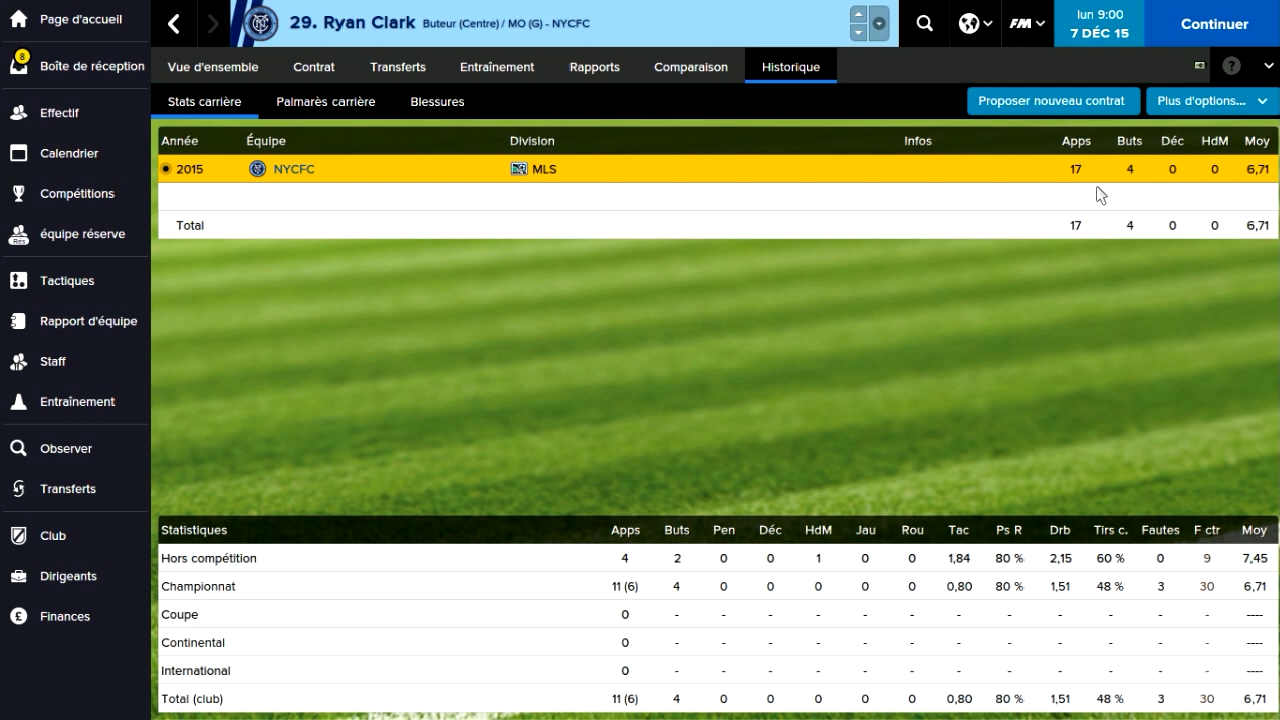 Page d'accueil
8
Boîte de réception
Effectif
Calendrier
Compétitions
Res
équipe réserve
Tactiques
Rapport d'équipe
Staff
Entraînement
Observer
Transferts
Club
Dirigeants
£ Finances
29. Ryan Clark Buteur (Centre) / MO (G) - NYCFC
FM
lun 9:00
7 DÉC 15
Continuer
Vue d'ensemble Contrat Transferts Entraînement Rapports Comparaison Historique ?
Stats carrière Palmarès carrière Blessures Proposer nouveau contrat Plus d'options...
Année Équipe Division Infos Apps Buts Déc HdM Moy
2015 NYCFC MLS 17 4 0 0 6,71
Total 17 4 0 0 6,71
Statistiques Apps Buts Pen Déc HdM Jau Rou Tac Ps R Drb Tirs c. Fautes F ctr Moy
Hors compétition 4 2 0 0 1 0 0 1,84 80 % 2,15 60 % 0 9 7,45
Championnat 11 (6) 4 0 0 0 0 0 0,80 80 % 1,51 48 % 3 30 6,71
Coupe 0 - - - - - - - - - - - - ----
Continental 0 - - - - - - - - - - - - ----
International 0 - - - - - - - - - - - - ----
Total (club) 11 (6) 4 0 0 0 0 0 0,80 80 % 1,51 48 % 3 30 6,71